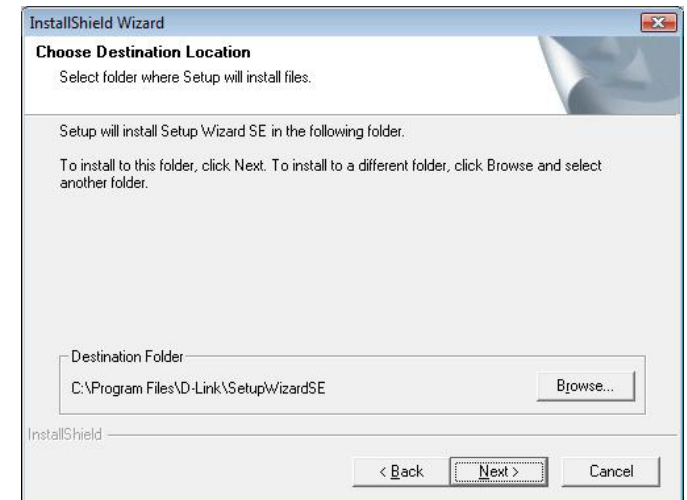 InstallShield Wizard
Choose Destination Location
Select folder where Setup will install files.
Setup will install Setup Wizard SE in the following folder.
To install to this folder, click Next. To install to a different folder, click Browse and select
another folder.
Destination Folder
C:\Program Files\D-Link\SetupWizardSE
Browse...
InstallShield
< Back
Next >
Cancel